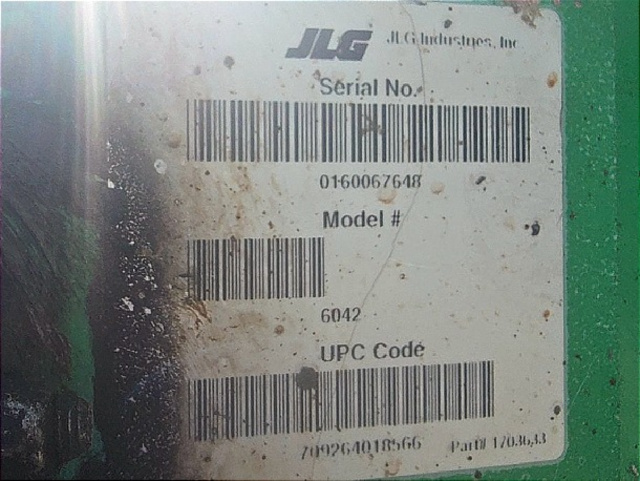 JLG JLG Industries, Inc
Serial No.
0160067648
Model #
6042
UPC Code
709264018566 Part# 1703633